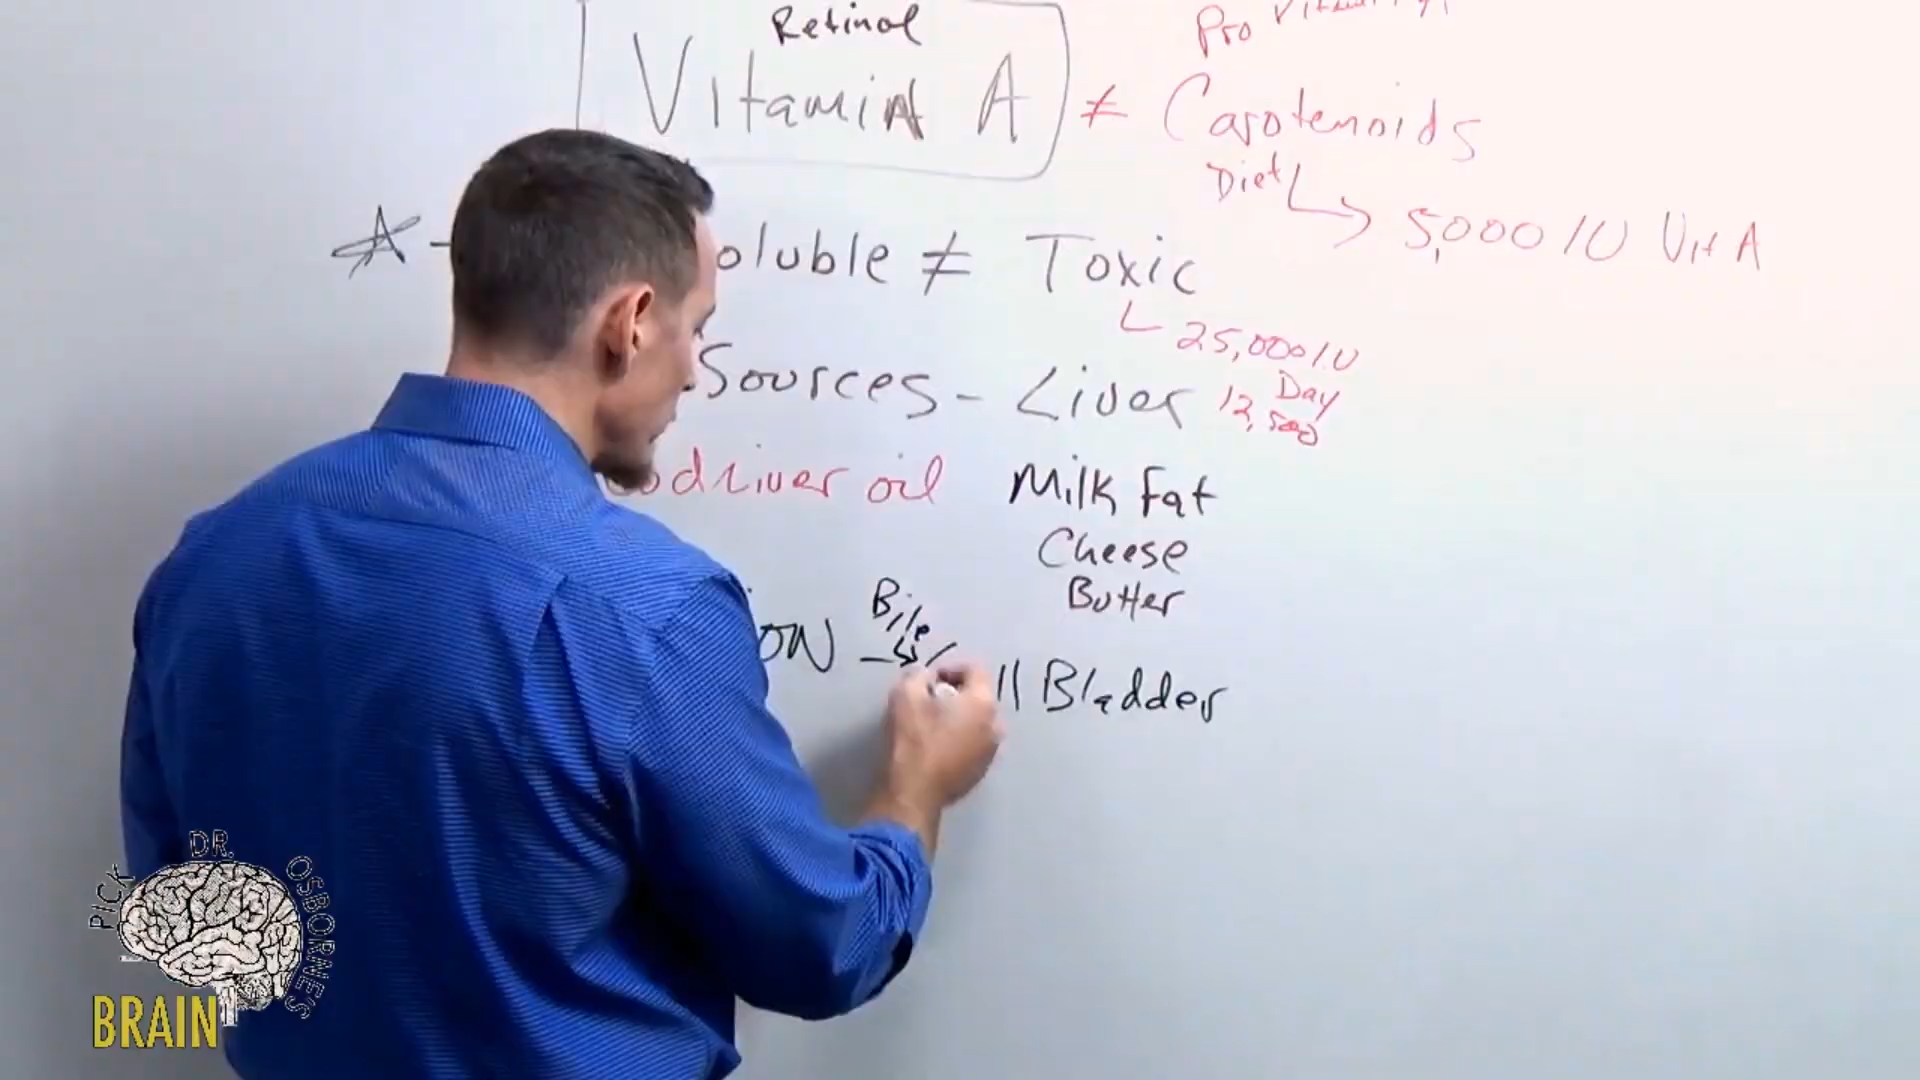 Retinol
Vitamin A ≠ Carotenoids
Pro
Diet
5,000 IU Vit A
A - oluble ≠ Toxic
25,000 IU
Day
12,500
Sources - Liver
od Liver oil Milk Fat
Cheese
Butter
Bile
ON ll Bladder
PICK DR. OSBORNE'S
BRAIN